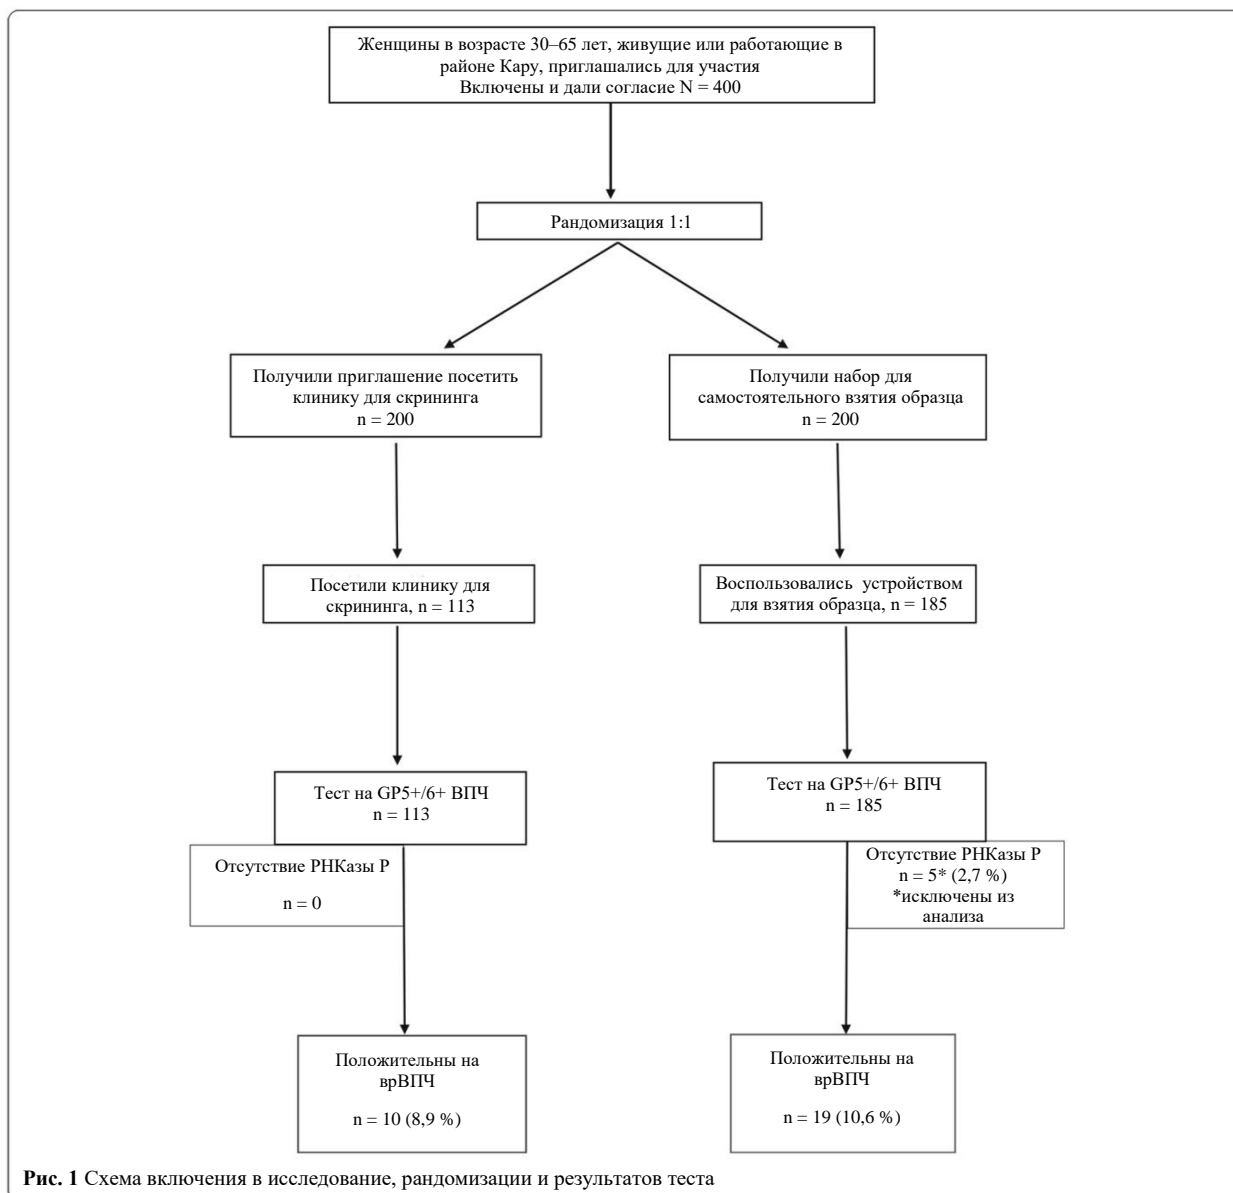 Женщины в возрасте 30–65 лет, живущие или работающие в
районе Кару, приглашались для участия
Включены и дали согласие N = 400
Рандомизация 1:1
Получили приглашение посетить
клинику для скрининга
n = 200
Получили набор для
самостоятельного взятия образца
n = 200
Посетили клинику для
скрининга, n = 113
Воспользовались устройством
для взятия образца, n = 185
Тест на GP5+/6+ ВПЧ
n = 113
Тест на GP5+/6+ ВПЧ
n = 185
Отсутствие РНКазы P
n = 0
Отсутствие РНКазы P
n = 5* (2,7 %)
*исключены из
анализа
Положительны на
врВПЧ
n = 10 (8,9 %)
Положительны на
врВПЧ
n = 19 (10,6 %)
Рис. 1 Схема включения в исследование, рандомизации и результатов теста